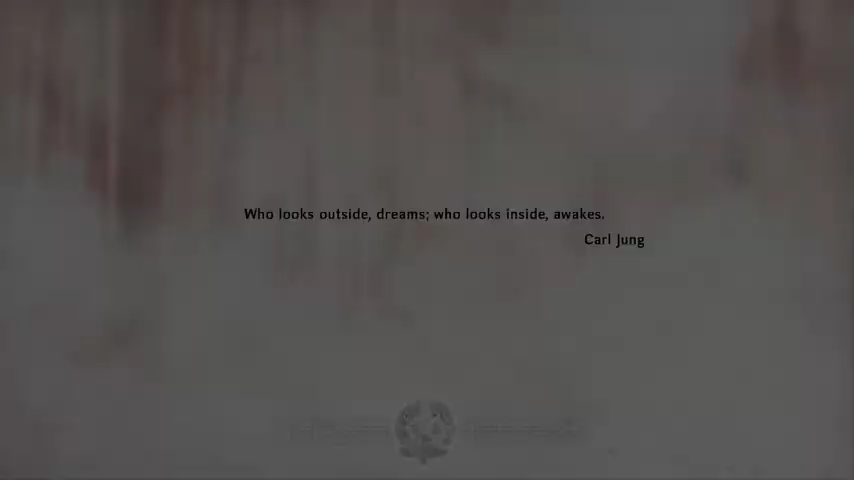 Who looks outside, dreams; who looks inside, awakes.
Carl Jung